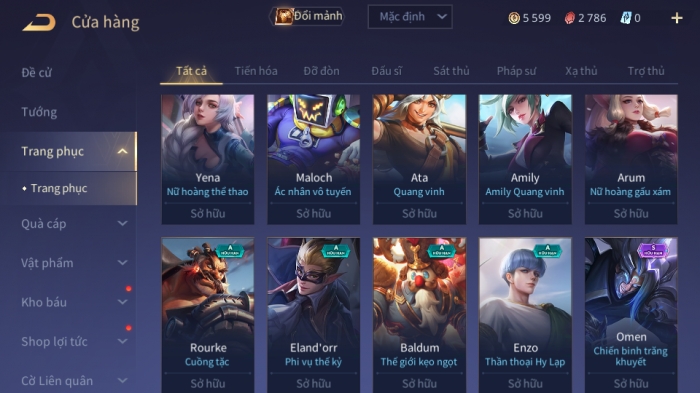 Cửa hàng
Đổi mảnh
Mặc định
5 599
2 786
0
Đề cử
Tướng
Trang phục
Trang phục
Quà cáp
Vật phẩm
Kho báu
Shop lợi tức
Cờ Liên quân
Tất cả
Tiến hóa
Đỡ đòn
Đấu sĩ
Sát thủ
Pháp sư
Xạ thủ
Trợ thủ
Yena
Nữ hoàng thể thao
Sở hữu
Maloch
Ác nhân vô tuyến
Sở hữu
Ata
Quang vinh
Sở hữu
Amily
Amily Quang vinh
Sở hữu
Arum
Nữ hoàng gấu xám
Sở hữu
A
HỮU HẠN
Rourke
Cuồng tặc
Sở hữu
A
HỮU HẠN
Eland'orr
Phi vụ thế kỷ
Sở hữu
A
HỮU HẠN
Baldum
Thế giới kẹo ngọt
Sở hữu
A
HỮU HẠN
Enzo
Thần thoại Hy Lạp
Sở hữu
S
HỮU HẠN
Omen
Chiến binh trăng
khuyết
Sở hữu